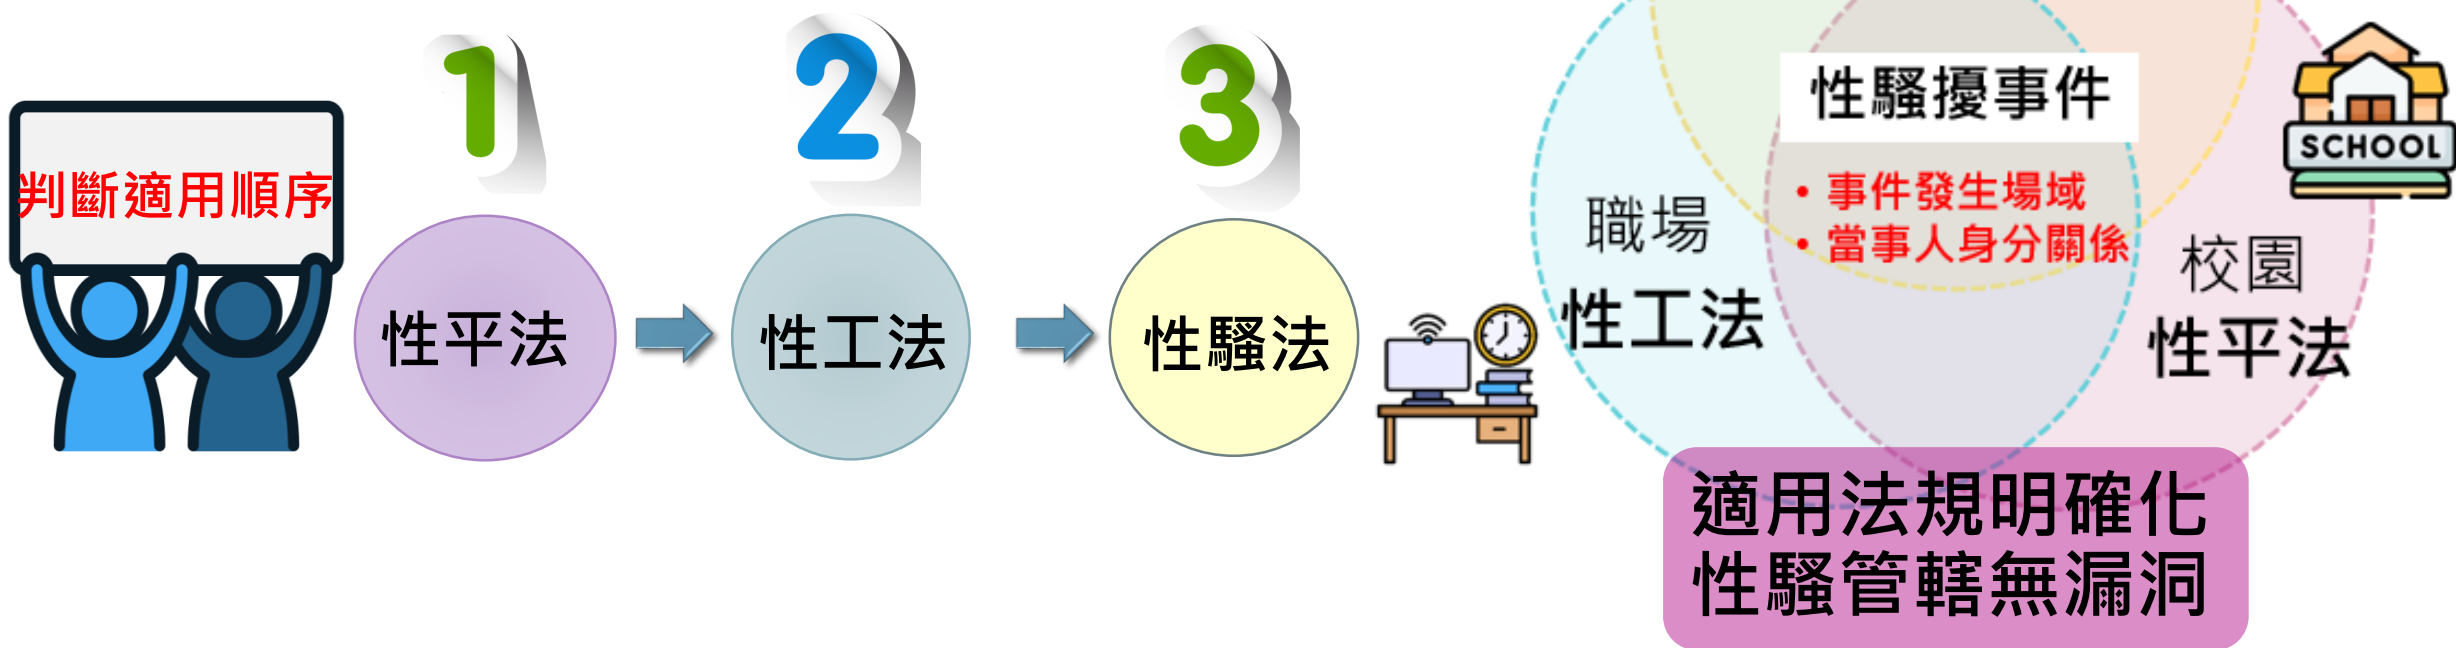 判斷適用順序
1
2
3
性平法
性工法
性騷法
性騷擾事件
• 事件發生場域
• 當事人身分關係
職場
性工法
校園
性平法
SCHOOL
適用法規明確化
性騷管轄無漏洞